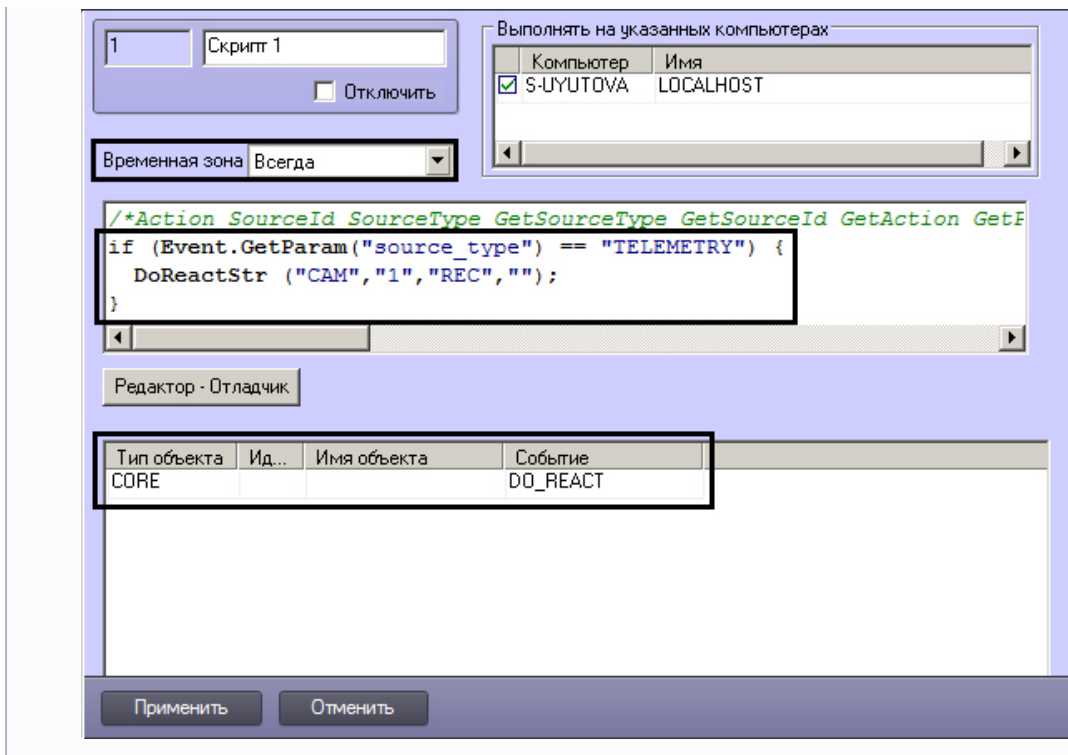 Выполнять на указанных компьютерах
1
Скрипт 1
Компьютер Имя
S-UYUTOVA LOCALHOST
Отключить
Временная зона Всегда
/*Action SourceId SourceType GetSourceType GetSourceId GetAction
if (Event.GetParam("source_type") == "TELEMETRY") {
DoReactStr ("CAM","1","REC","");
}
Редактор - Отладчик
Тип объекта Ид... Имя объекта Событие
CORE DO_REACT
Применить Отменить